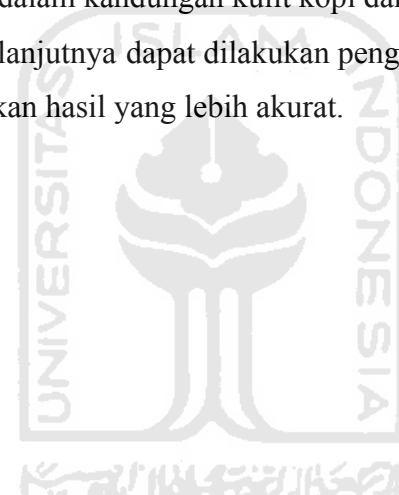 dalam kandungan kulit kopi dan
lanjutnya dapat dilakukan peng
kan hasil yang lebih akurat.
ISLAM
UNIVERSITAS
INDONESIA